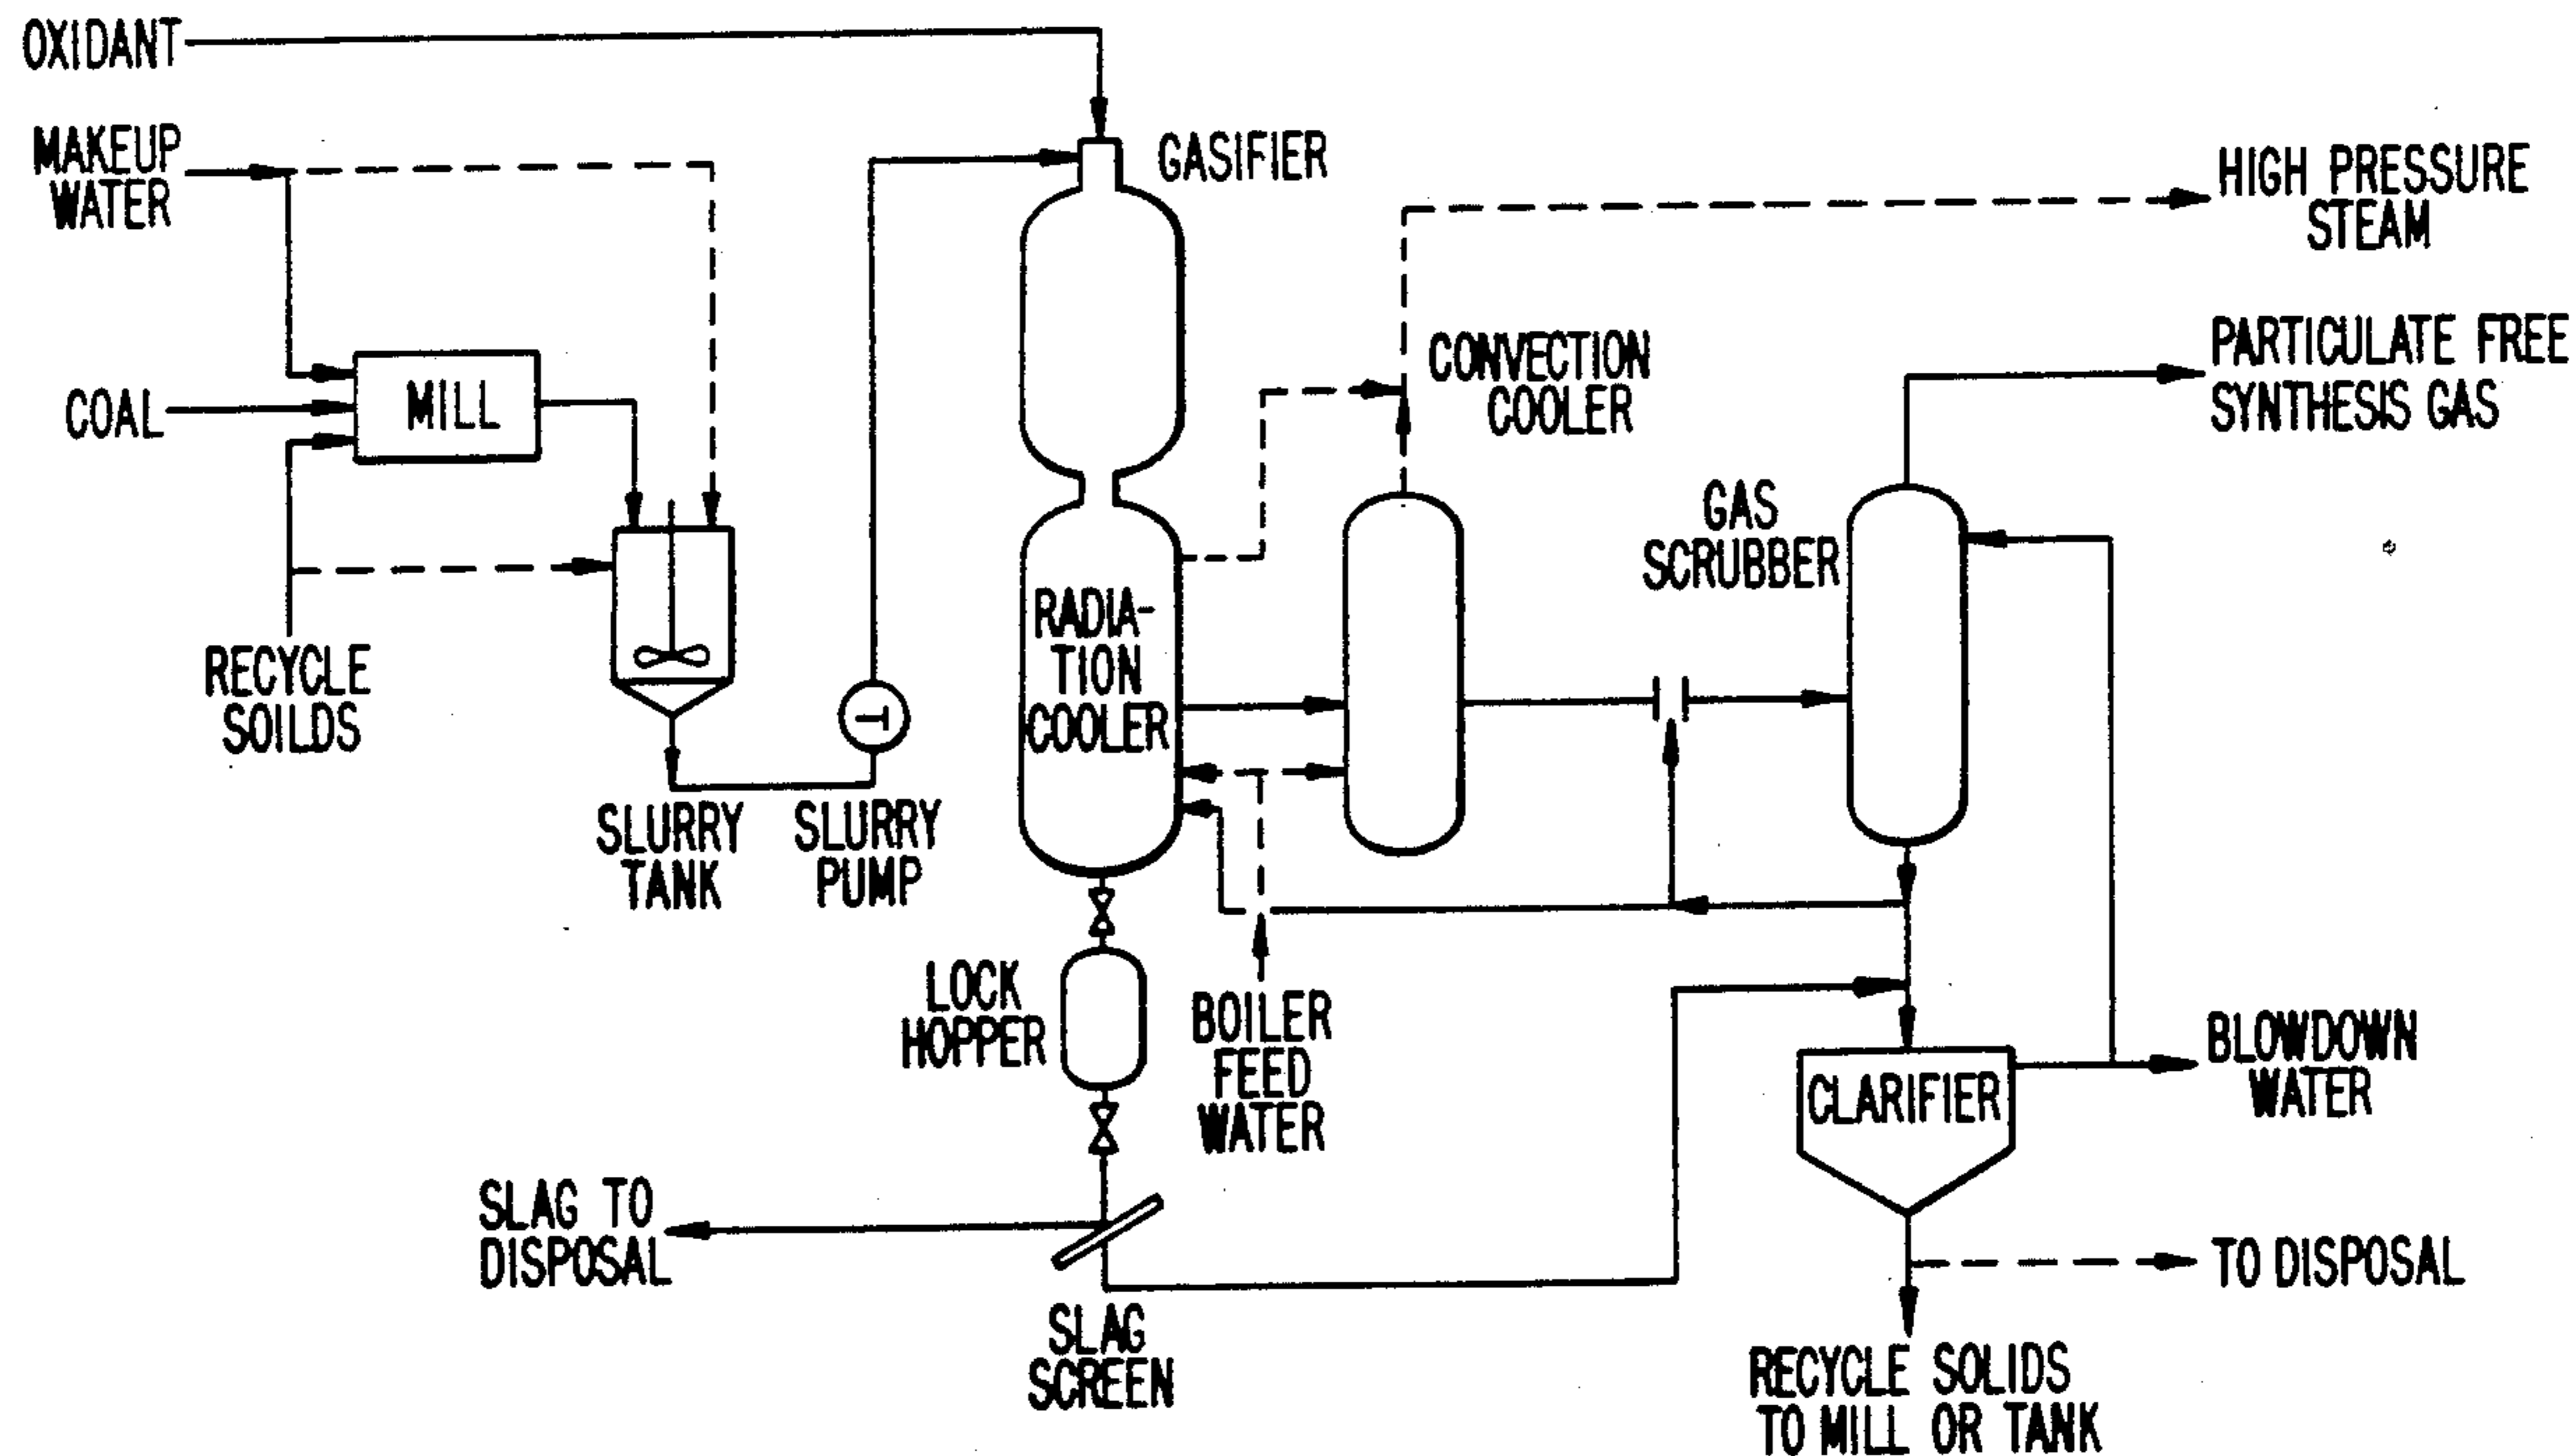 OXIDANT
MAKEUP
WATER
GASIFIER
HIGH PRESSURE
STEAM
PARTICULATE FREE
SYNTHESIS GAS
CONVECTION
COOLER
COAL
MILL
GAS
SCRUBBER
RADIA-
TION
COOLER
RECYCLE
SOILDS
T
SLURRY
TANK
SLURRY
PUMP
LOCK
HOPPER
BOILER
FEED
WATER
BLOWDOWN
WATER
CLARIFIER
SLAG TO
DISPOSAL
TO DISPOSAL
SLAG
SCREEN
RECYCLE SOLIDS
TO MILL OR TANK